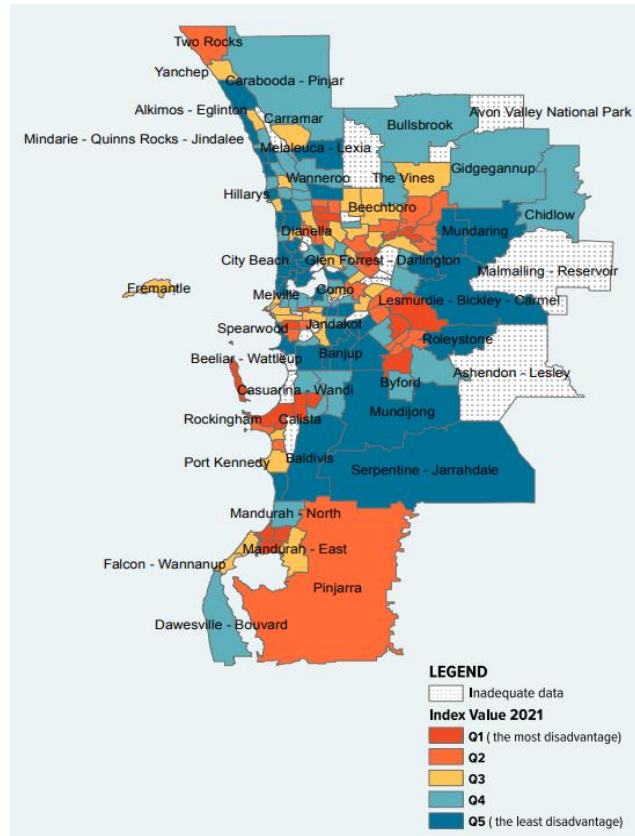 Two Rocks
Yanchep
Carabooda - Pinjar
Alkimos - Eglinton
Carramar
Avon Valley National Park
Bullsbrook
Mindarie - Quinns Rocks - Jindalee
Melaleuca - Lexia
Gidgegannup
Wanneroo
The Vines
Hillarys
Beechboro
Chidlow
Dianella
Mundaring
City Beach
Glen Forrest - Darlington
Malmalling - Reservoir
Fremantle
Melville
Como
Lesmurdie - Bickley - Carmel
Spearwood
Jandakot
Roleystone
Beeliar - Wattleup
Banjup
Ashendon - Lesley
Casuarina - Wandi
Byford
Rockingham
Calista
Mundijong
Port Kennedy
Baldivis
Serpentine - Jarrahdale
Mandurah - North
Mandurah - East
Falcon - Wannanup
Pinjarra
Dawesville - Bouvard
LEGEND
Inadequate data
Index Value 2021
Q1 ( the most disadvantage)
Q2
Q3
Q4
Q5 (the least disadvantage)